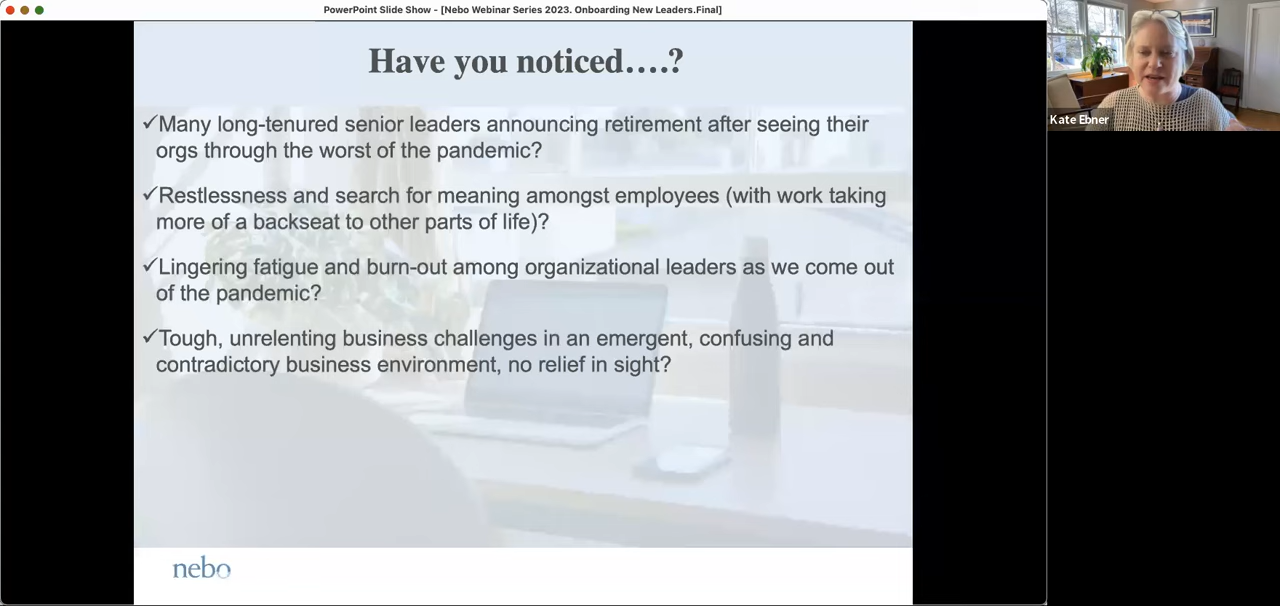 PowerPoint Slide Show - [Nebo Webinar Series 2023. Onboarding New Leaders.Final]
Have you noticed....?
✓Many long-tenured senior leaders announcing retirement after seeing their
orgs through the worst of the pandemic?
✓Restlessness and search for meaning amongst employees (with work taking
more of a backseat to other parts of life)?
✓Lingering fatigue and burn-out among organizational leaders as we come out
of the pandemic?
✓Tough, unrelenting business challenges in an emergent, confusing and
contradictory business environment, no relief in sight?
nebo
Kate Ebner